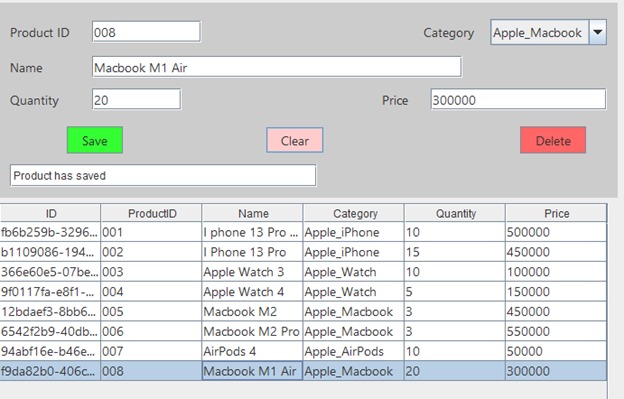 Product ID 008 Category Apple_Macbook
Name Macbook M1 Air
Quantity 20 Price 300000
Save Clear Delete
Product has saved
ID ProductID Name Category Quantity Price
fb6b259b-3296... 001 I phone 13 Pro ... Apple_iPhone 10 500000
b1109086-194... 002 I Phone 13 Pro Apple_iPhone 15 450000
366e60e5-07be... 003 Apple Watch 3 Apple_Watch 10 100000
9f0117fa-e8f1-... 004 Apple Watch 4 Apple_Watch 5 150000
12bdaef3-8bb6... 005 Macbook M2 Apple_Macbook 3 450000
6542f2b9-40db... 006 Macbook M2 Pro Apple_Macbook 3 550000
94abf16e-b46e... 007 AirPods 4 Apple_AirPods 10 50000
f9da82b0-406c... 008 Macbook M1 Air Apple_Macbook 20 300000